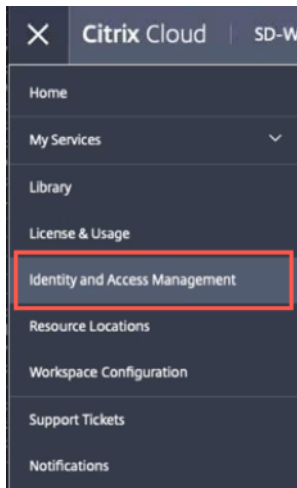 Citrix Cloud SD-W
Home
My Services
Library
License & Usage
Identity and Access Management
Resource Locations
Workspace Configuration
Support Tickets
Notifications